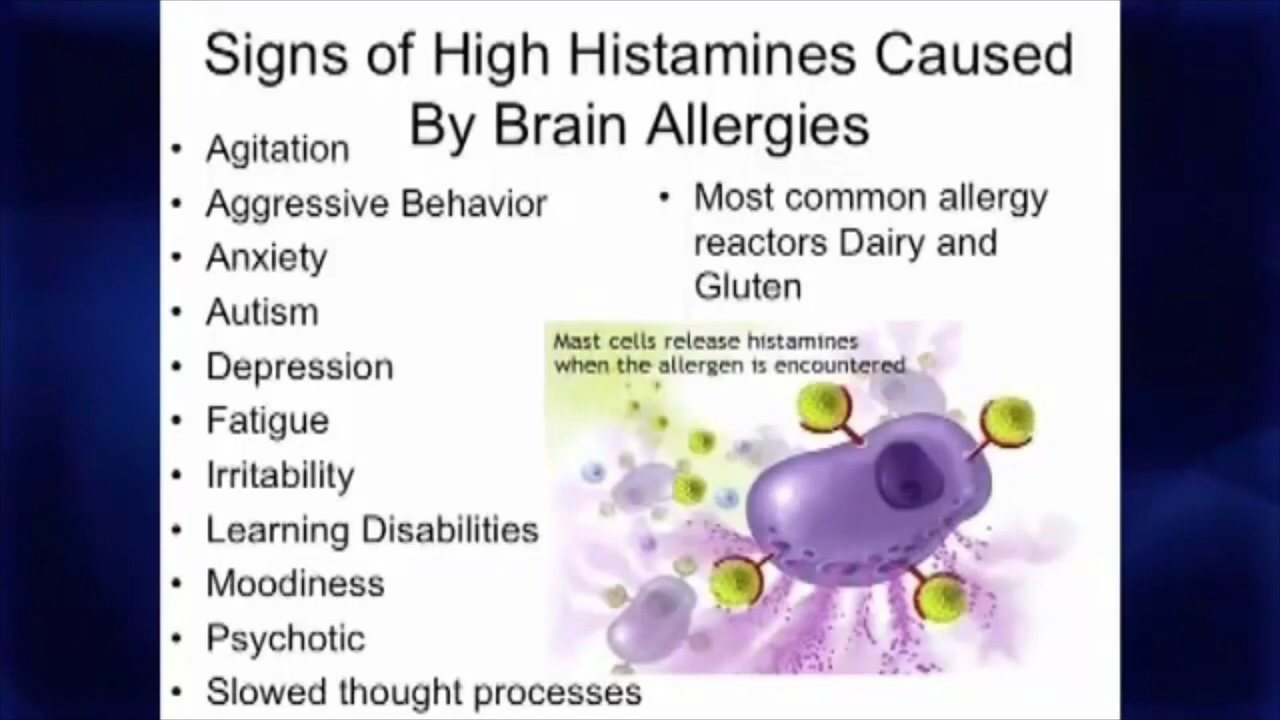 Signs of High Histamines Caused
By Brain Allergies
• Agitation
• Aggressive Behavior
• Anxiety
• Autism
• Depression
• Fatigue
• Irritability
• Learning Disabilities
• Moodiness
• Psychotic
• Slowed thought processes
• Most common allergy
reactors Dairy and
Gluten
Mast cells release histamines
when the allergen is encountered